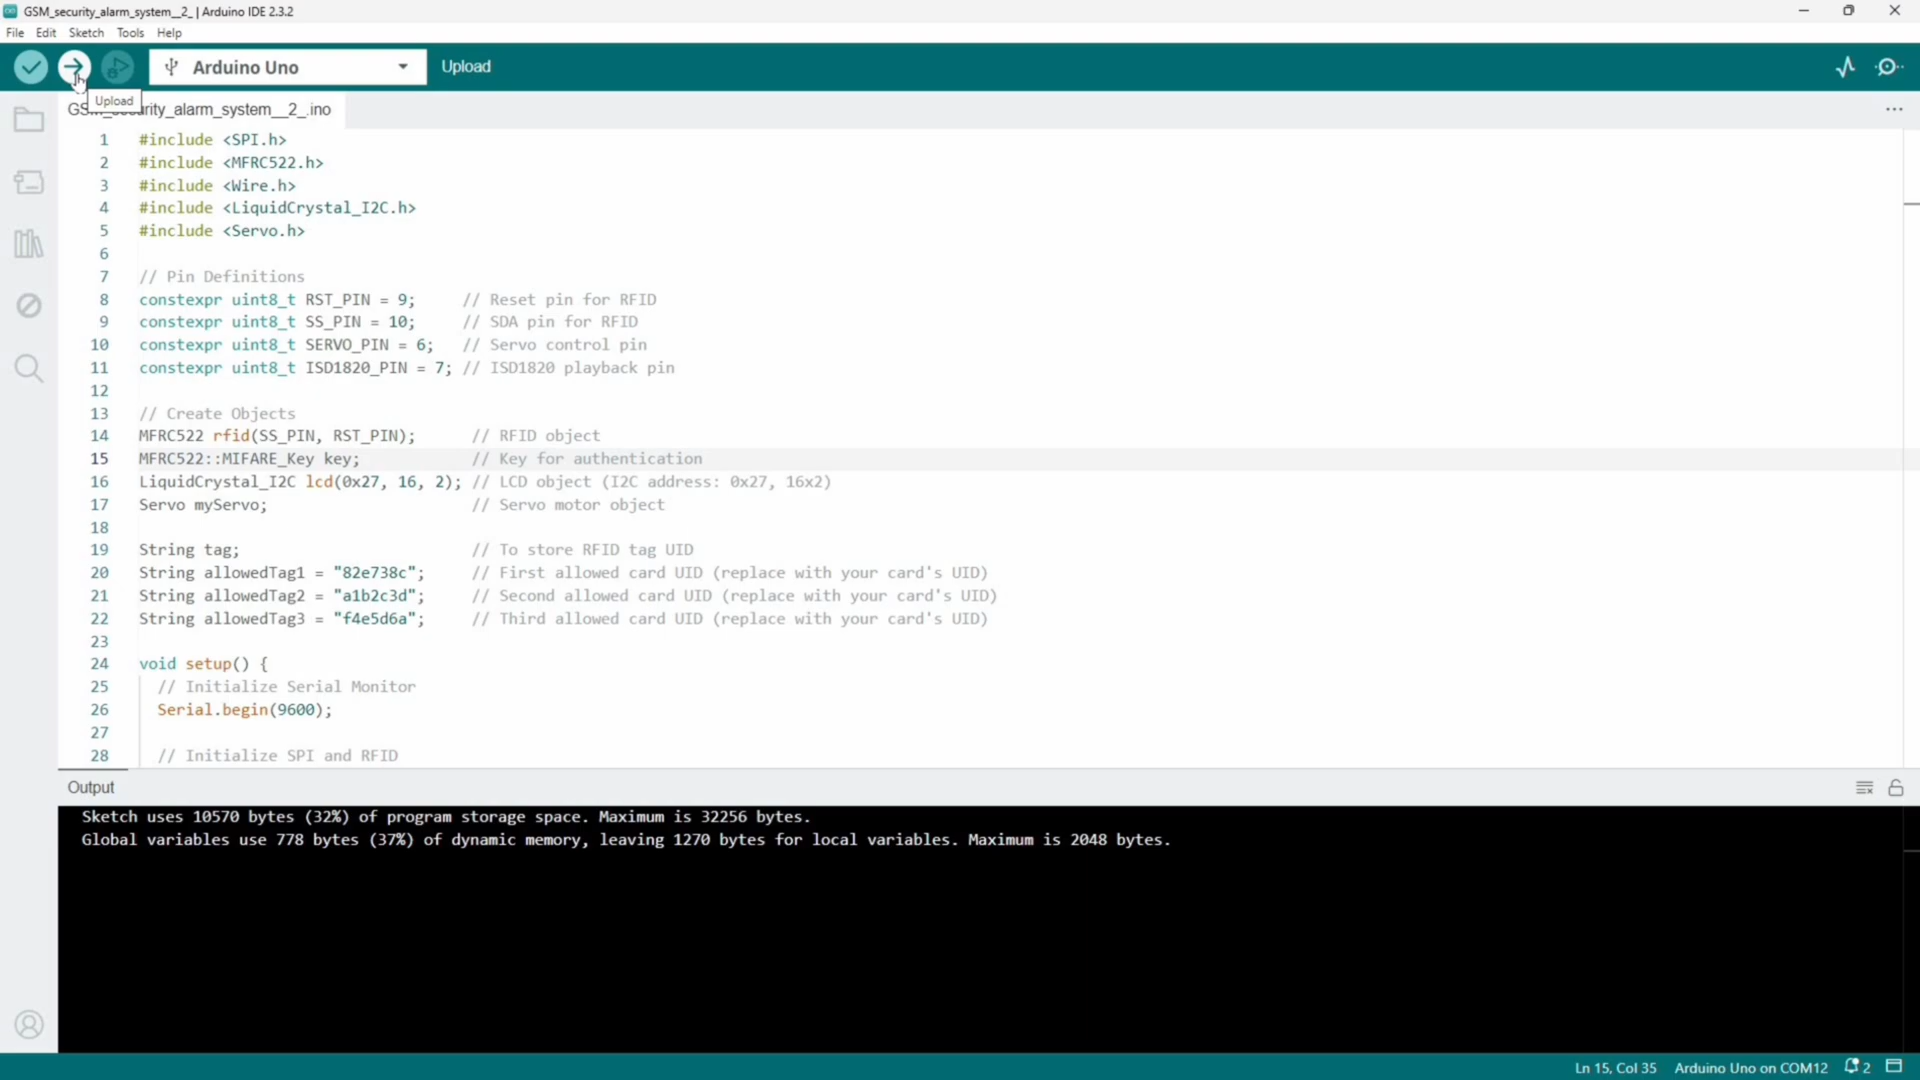 GSM_security_alarm_system__2_ | Arduino IDE 2.3.2
File Edit Sketch Tools Help
Arduino Uno Upload
Upload
GS urity_alarm_system__2_.ino
1 #include <SPI.h>
2 #include <MFRC522.h>
3 #include <Wire.h>
4 #include <LiquidCrystal_I2C.h>
5 #include <Servo.h>
6
7 // Pin Definitions
8 constexpr uint8_t RST_PIN = 9; // Reset pin for RFID
9 constexpr uint8_t SS_PIN = 10; // SDA pin for RFID
10 constexpr uint8_t SERVO_PIN = 6; // Servo control pin
11 constexpr uint8_t ISD1820_PIN = 7; // ISD1820 playback pin
12
13 // Create Objects
14 MFRC522 rfid(SS_PIN, RST_PIN); // RFID object
15 MFRC522::MIFARE_Key key; // Key for authentication
16 LiquidCrystal_I2C lcd(0x27, 16, 2); // LCD object (I2C address: 0x27, 16x2)
17 Servo myServo; // Servo motor object
18
19 String tag; // To store RFID tag UID
20 String allowedTag1 = "82e738c"; // First allowed card UID (replace with your card's UID)
21 String allowedTag2 = "a1b2c3d"; // Second allowed card UID (replace with your card's UID)
22 String allowedTag3 = "f4e5d6a"; // Third allowed card UID (replace with your card's UID)
23
24 void setup() {
25 // Initialize Serial Monitor
26 Serial.begin(9600);
27
28 // Initialize SPI and RFID
Output
Sketch uses 10570 bytes (32%) of program storage space. Maximum is 32256 bytes.
Global variables use 778 bytes (37%) of dynamic memory, leaving 1270 bytes for local variables. Maximum is 2048 bytes.
Ln 15, Col 35 Arduino Uno on COM12 2